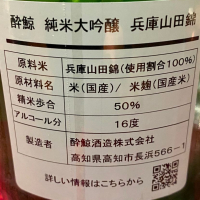 酔鯨 純米大吟醸 兵庫山田錦
原料米 兵庫山田錦(使用割合100%)
原材料名 米(国産)/ 米麹(国産米)
精米歩合 50%
アルコール分 16度
製造者 酔鯨酒造株式会社
高知県高知市長浜566-1
詳しい情報はこちらから